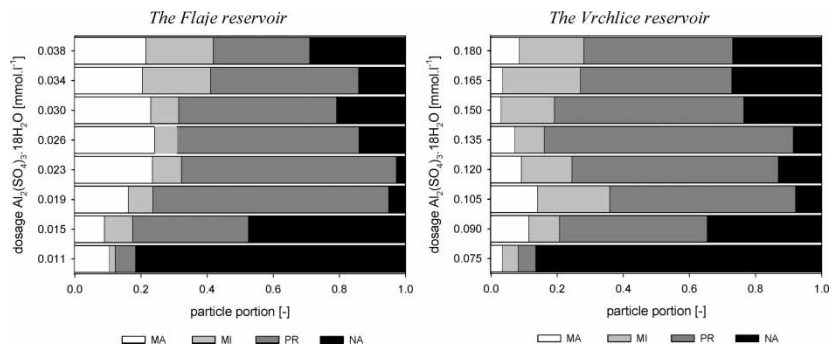 The Flaje reservoir
0.038
0.034
0.030
0.026
0.023
0.019
0.015
0.011
dosage Al₂(SO₄)₃·18H₂O [mmol.l⁻¹]
0.0 0.2 0.4 0.6 0.8 1.0
particle portion [-]
MA MI PR NA
The Vrchlice reservoir
0.180
0.165
0.150
0.135
0.120
0.105
0.090
0.075
dosage Al₂(SO₄)₃·18H₂O [mmol.l⁻¹]
0.0 0.2 0.4 0.6 0.8 1.0
particle portion [-]
MA MI PR NA